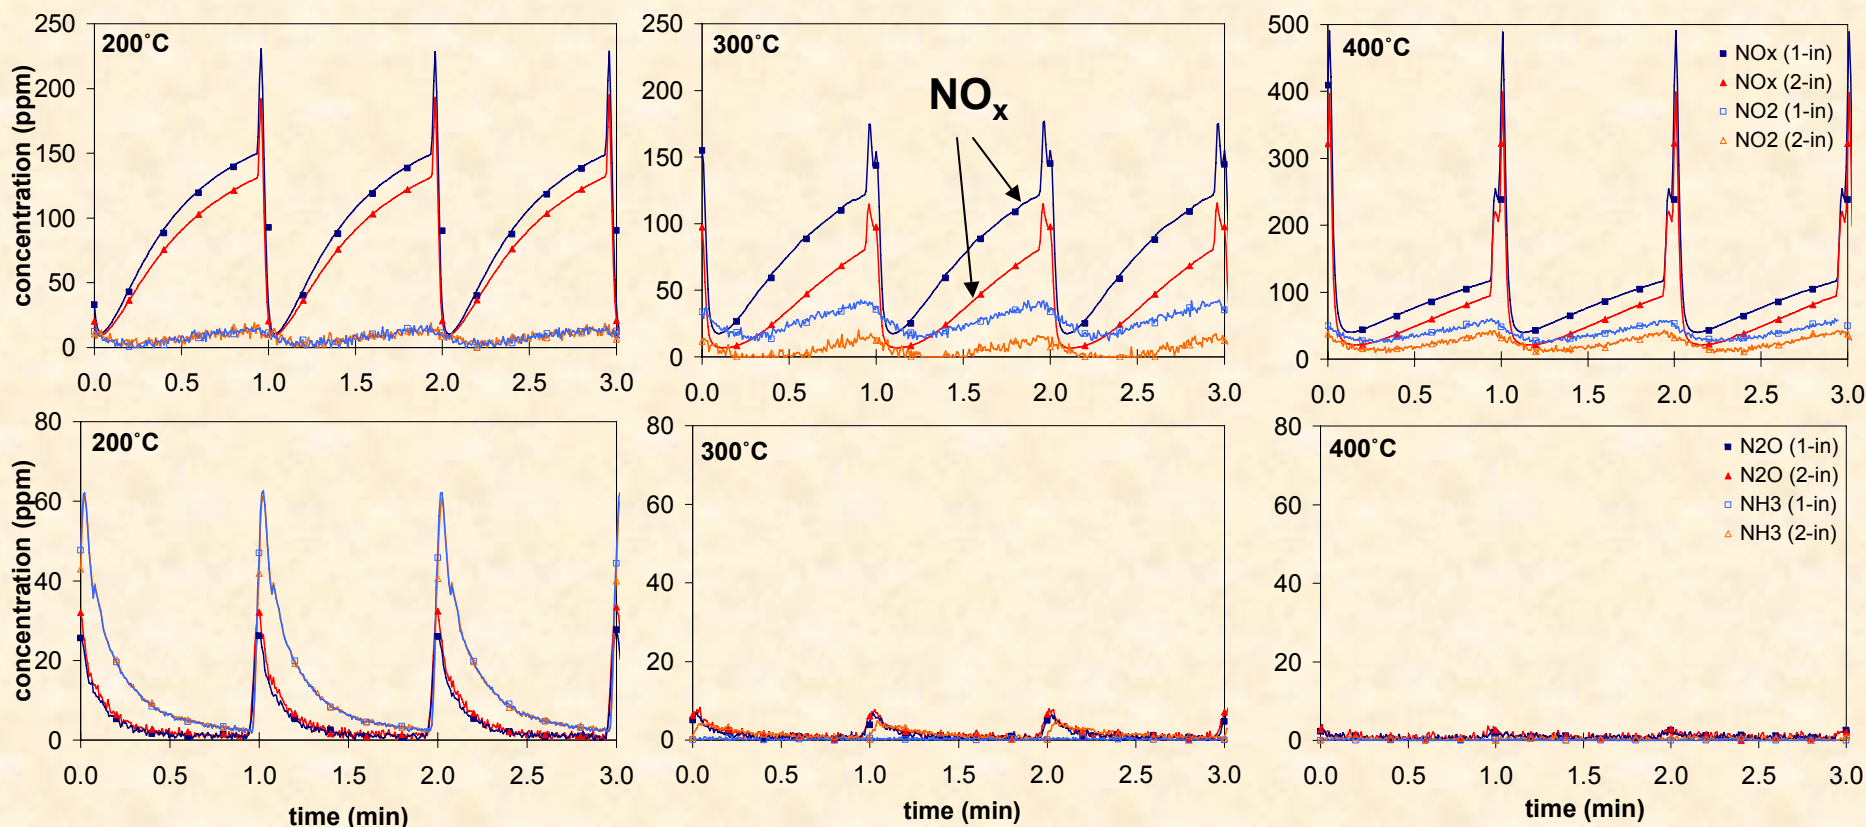 250
200
150
100
50
0
200˚C
0.0 0.5 1.0 1.5 2.0 2.5 3.0
concentration (ppm)
250
200
150
100
50
0
300˚C
NOx
0.0 0.5 1.0 1.5 2.0 2.5 3.0
500
400
300
200
100
0
400˚C
NOx (1-in)
NOx (2-in)
NO2 (1-in)
NO2 (2-in)
0.0 0.5 1.0 1.5 2.0 2.5 3.0
80
60
40
20
0
200˚C
0.0 0.5 1.0 1.5 2.0 2.5 3.0
concentration (ppm)
time (min)
80
60
40
20
0
300˚C
0.0 0.5 1.0 1.5 2.0 2.5 3.0
time (min)
80
60
40
20
0
400˚C
N2O (1-in)
N2O (2-in)
NH3 (1-in)
NH3 (2-in)
0.0 0.5 1.0 1.5 2.0 2.5 3.0
time (min)